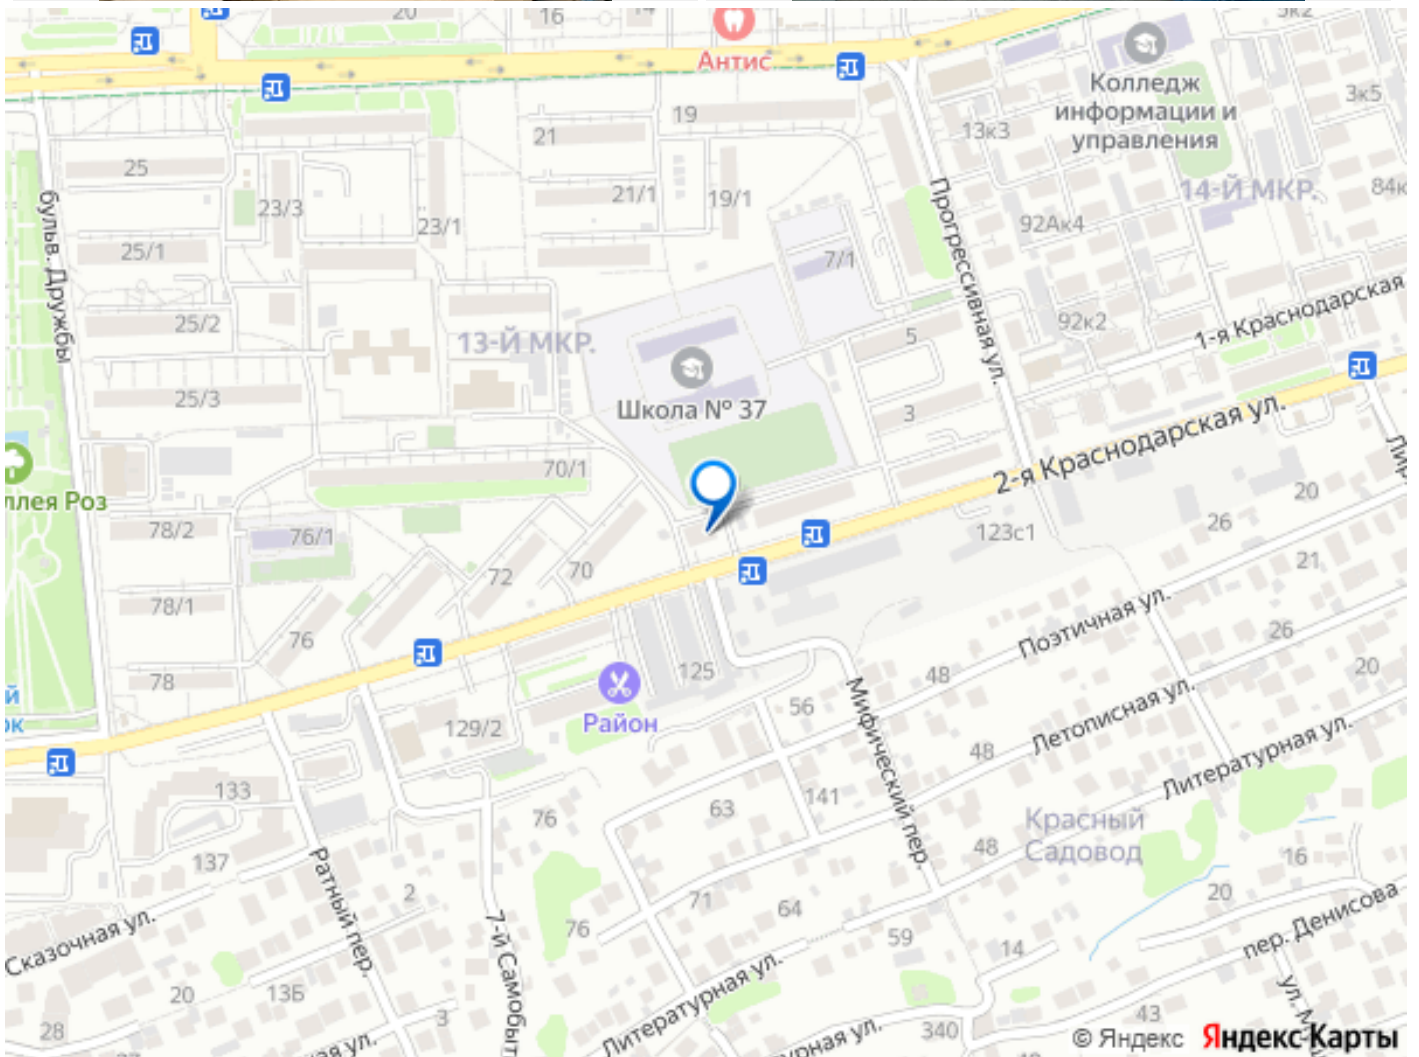 20
16
14
5к2
Антис
Колледж
информации и
управления
3к5
19
13к3
21
25
21/1
19/1
14-Й МКР.
84к
23/3
23/1
92Ак4
бульв. Дружбы
Прогрессивная ул.
25/1
7/1
25/2
92к2
1-я Краснодарская
13-Й МКР.
5
Школа № 37
25/3
3
2-я Краснодарская ул.
70/1
ллея Роз
20
78/2
76/1
26
123с1
21
72
70
78/1
Поэтичная ул.
76
26
125
78
48
20
й
ок
Район
56
Мифический пер.
Летописная ул.
129/2
48
Литературная ул.
133
141
63
76
Красный
Садовод
48
137
16
Ратный пер.
2
71
64
20
Сказочная ул.
76
59
14
пер. Денисова
7-й Самобыт
Литературная ул.
20
13Б
ул. М
3
43
28
340
© Яндекс Яндекс Карты